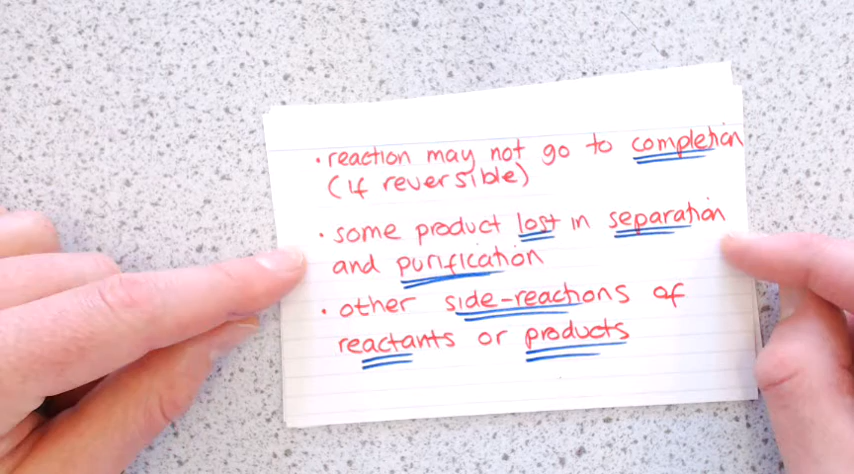 • reaction may not go to completion
(if reversible)
• some product lost in separation
and purification
• other side-reactions of
reactants or products